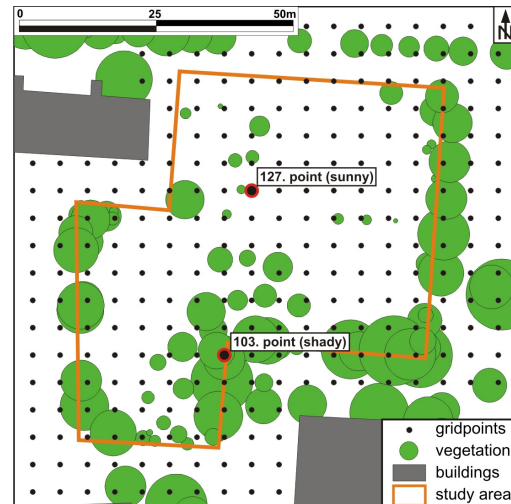 0 25 50m
N
127. point (sunny)
103. point (shady)
gridpoints
vegetation
buildings
study area